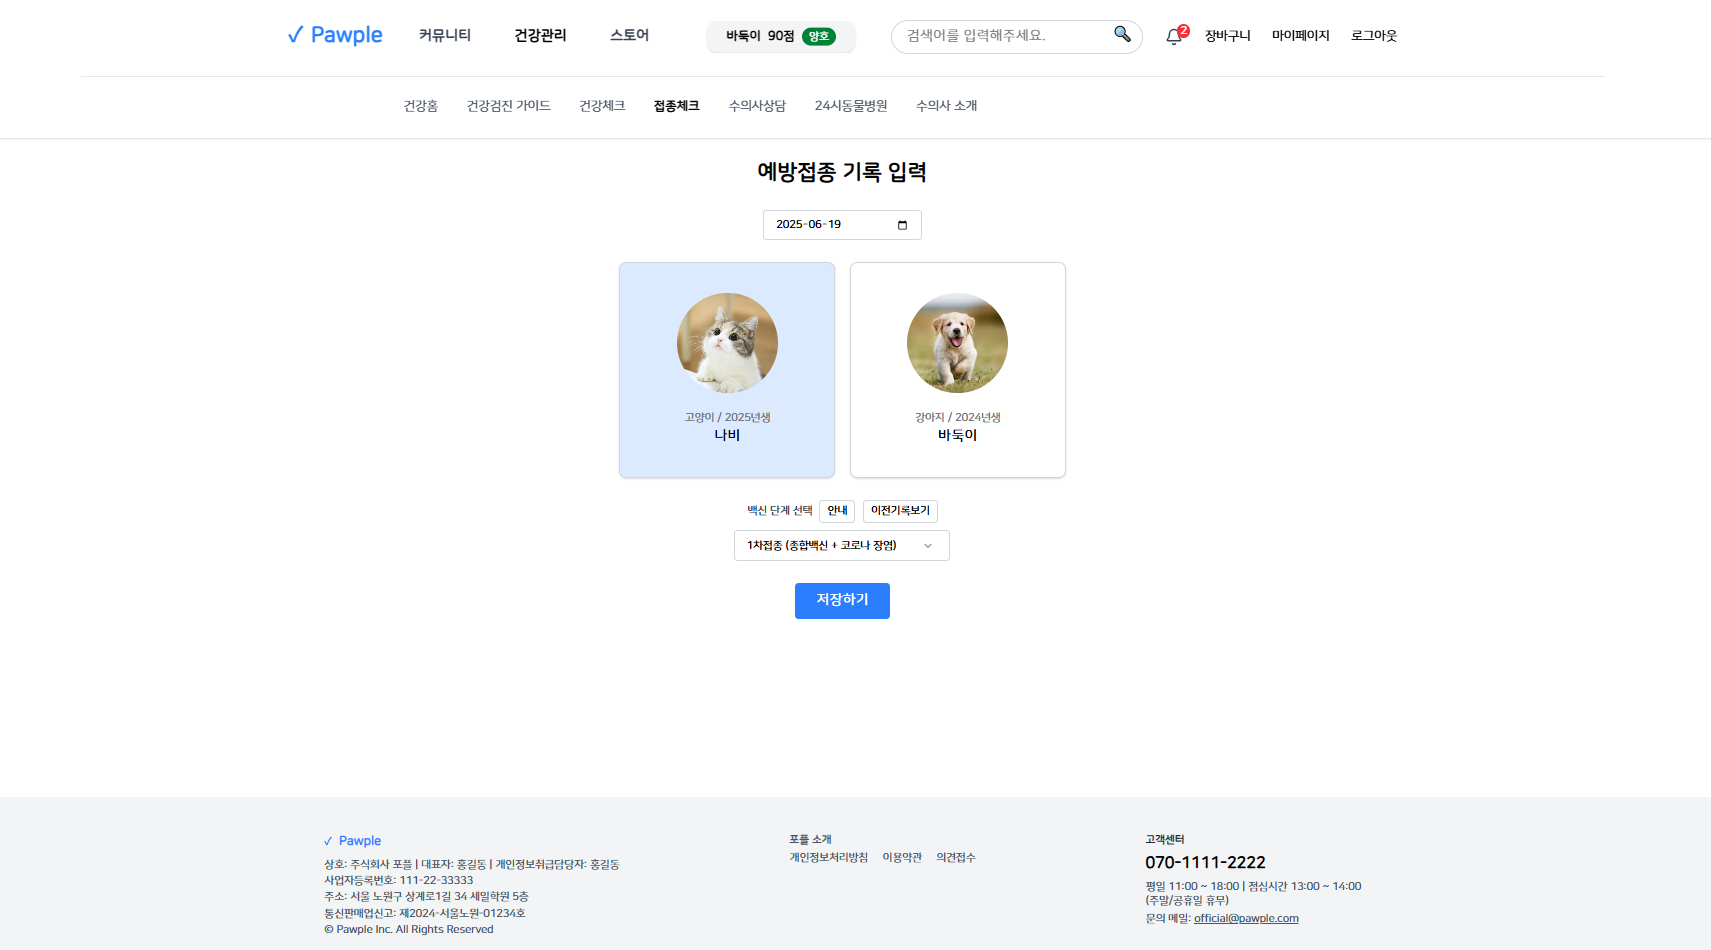 ✓ Pawple 커뮤니티 건강관리 스토어 바둑이 90점 양호 검색어를 입력해주세요. 2 장바구니 마이페이지 로그아웃
건강홈 건강검진 가이드 건강체크 접종체크 수의사상담 24시동물병원 수의사 소개
예방접종 기록 입력
2025-06-19
고양이 / 2025년생
나비
강아지 / 2024년생
바둑이
백신 단계 선택 안내 이전기록보기
1차접종 (종합백신 + 코로나 장염)
저장하기
✓ Pawple
상호: 주식회사 포플 | 대표자: 홍길동 | 개인정보취급담당자: 홍길동
사업자등록번호: 111-22-33333
주소: 서울 노원구 상계로1길 34 세일학원 5층
통신판매업신고: 제2024-서울노원-01234호
© Pawple Inc. All Rights Reserved
포플 소개
개인정보처리방침 이용약관 의견접수
고객센터
070-1111-2222
평일 11:00 ~ 18:00 | 점심시간 13:00 ~ 14:00
(주말/공휴일 휴무)
문의 메일: official@pawple.com